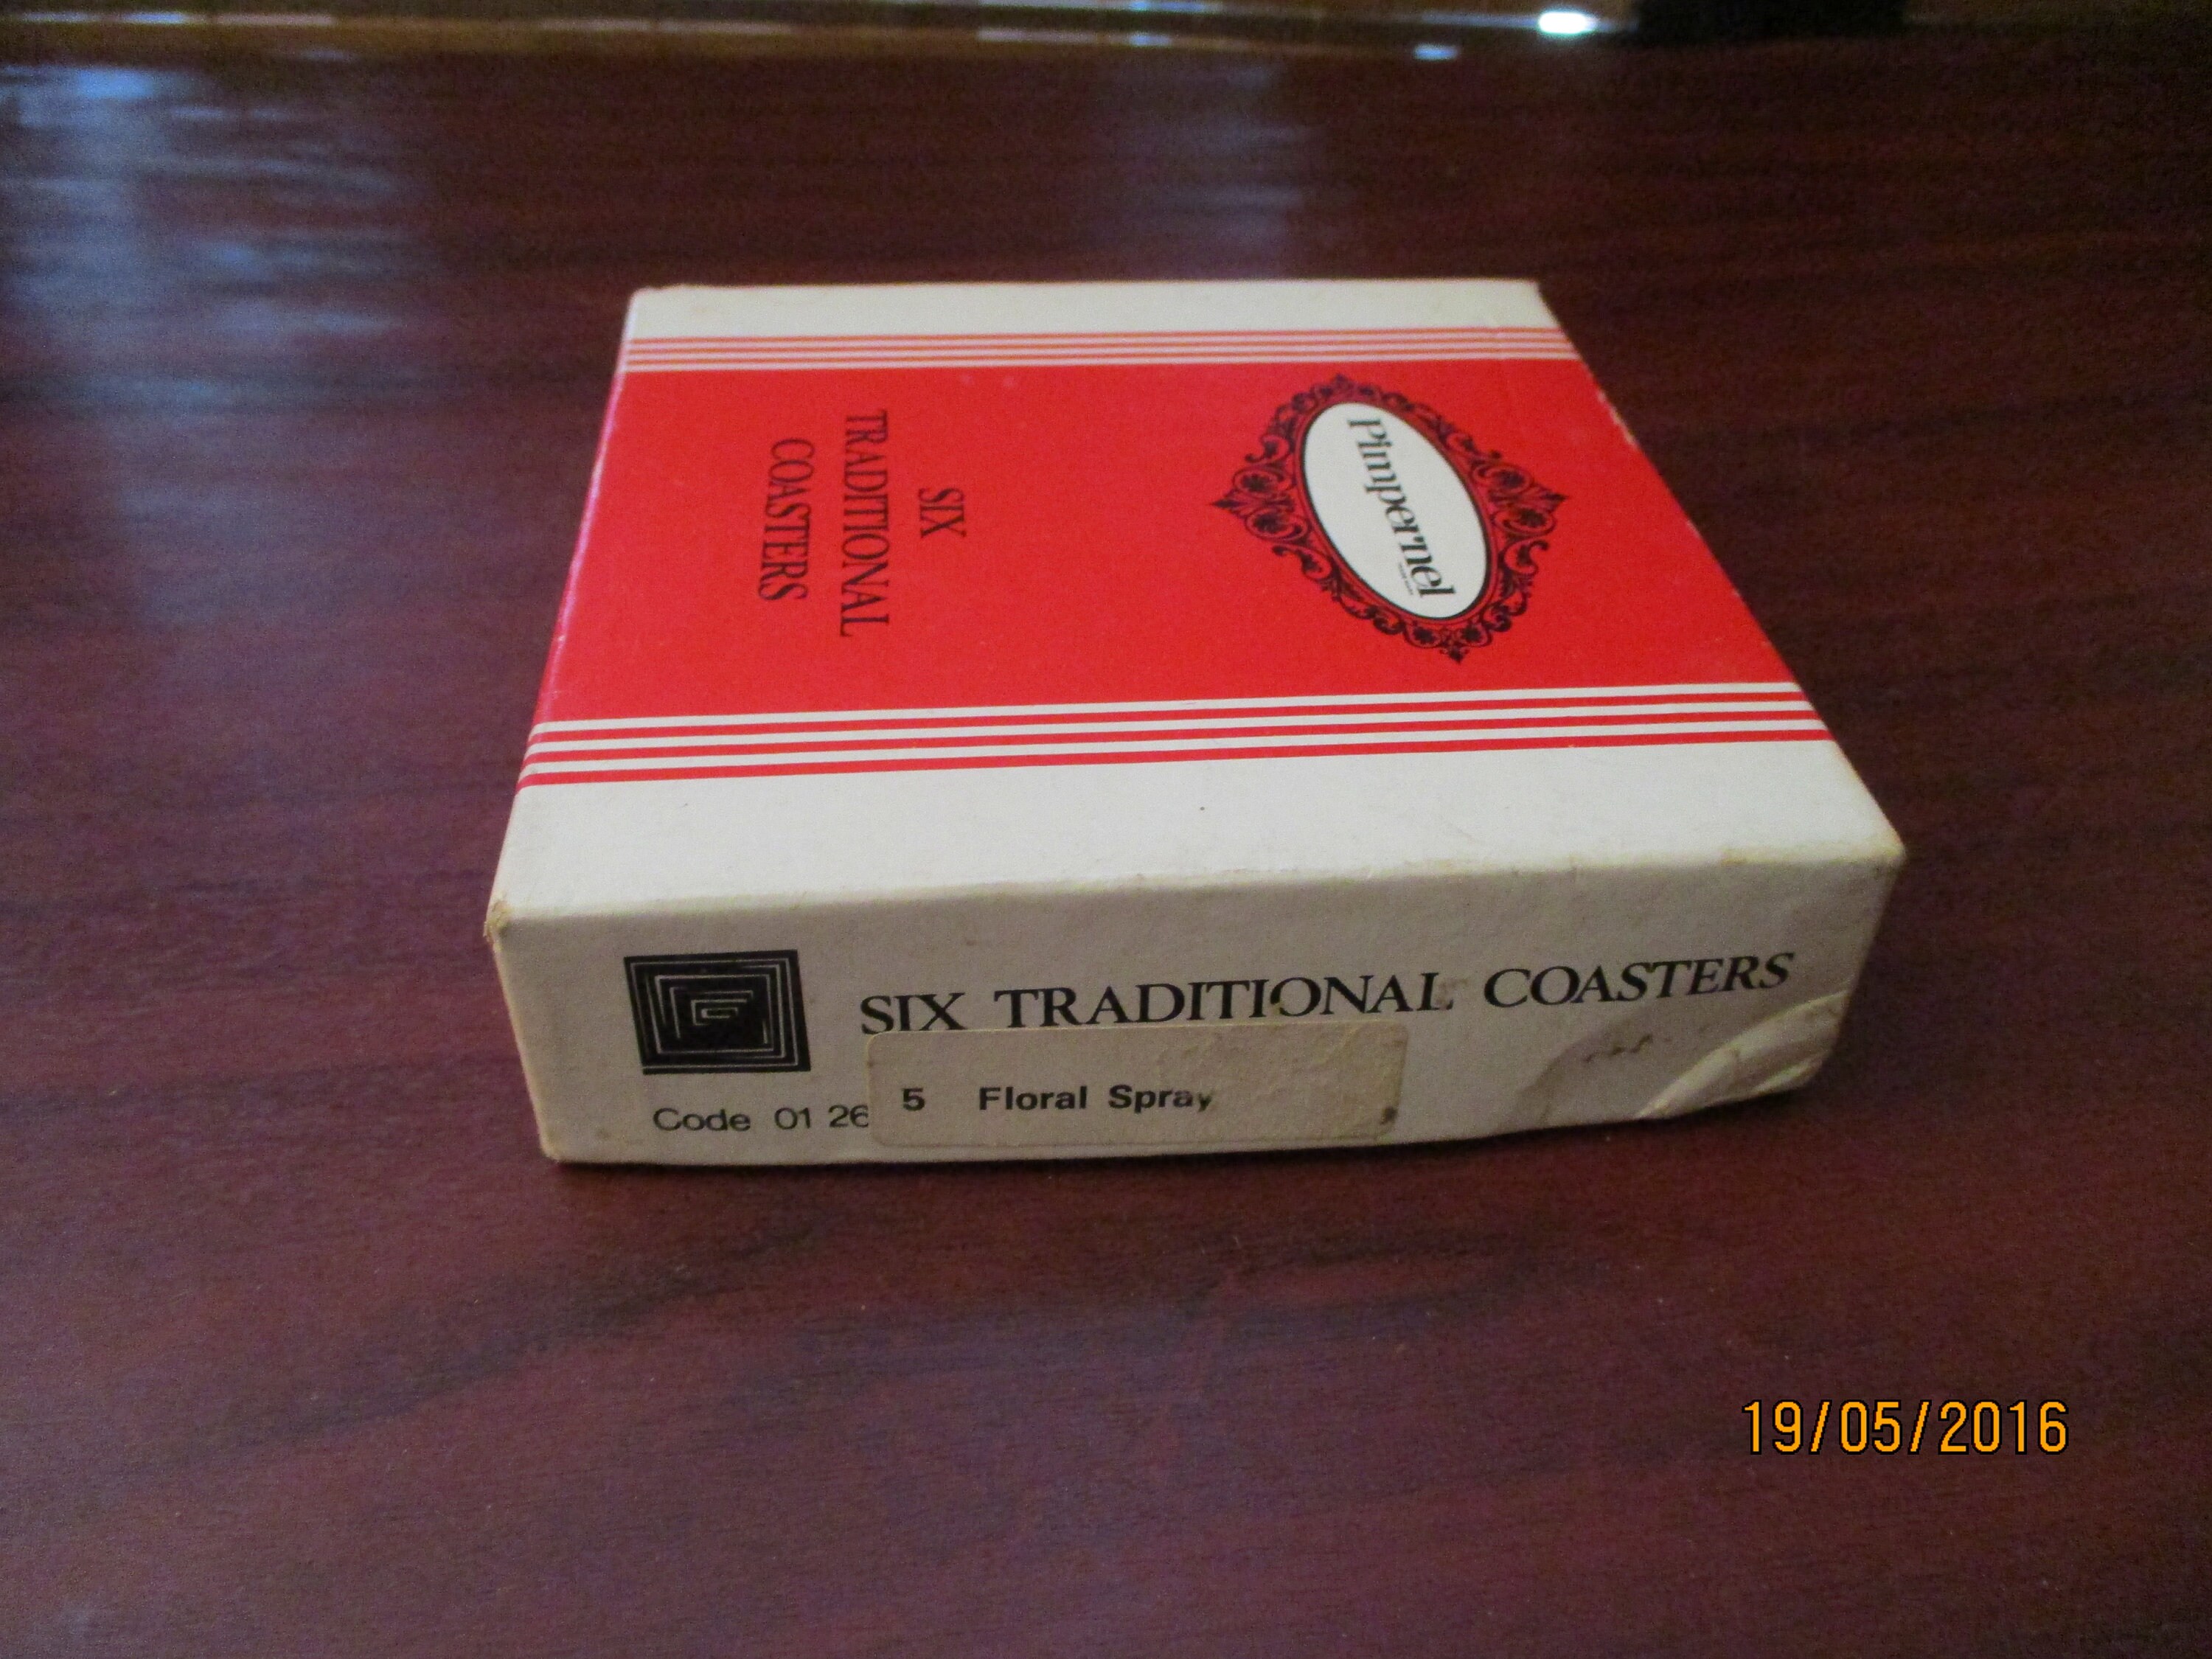 Pimpernel
SIX
TRADITIONAL
COASTERS
SIX TRADITIONAL COASTERS
Code 01 26
5 Floral Spray
19/05/2016